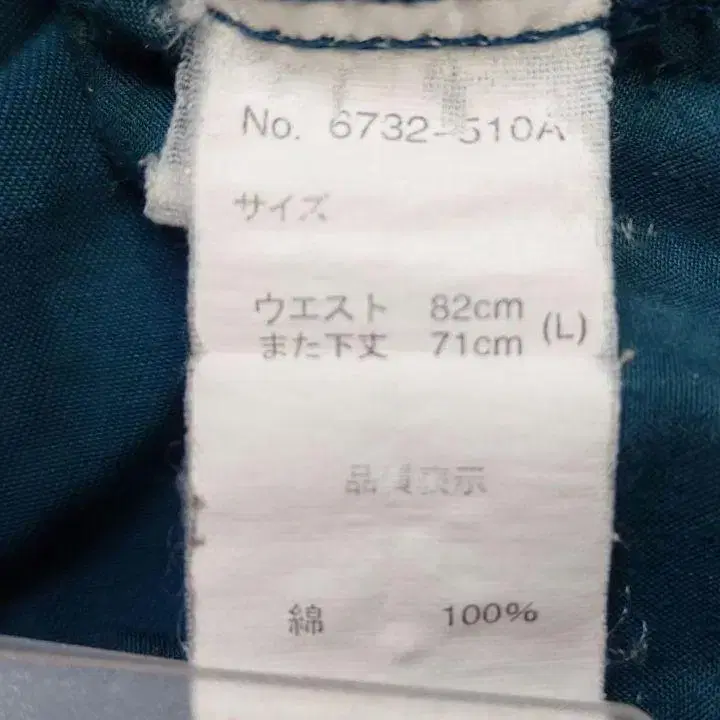 No. 6732-510A
サイズ
ウエスト 82cm
また下丈 71cm (L)
品質表示
綿 100%